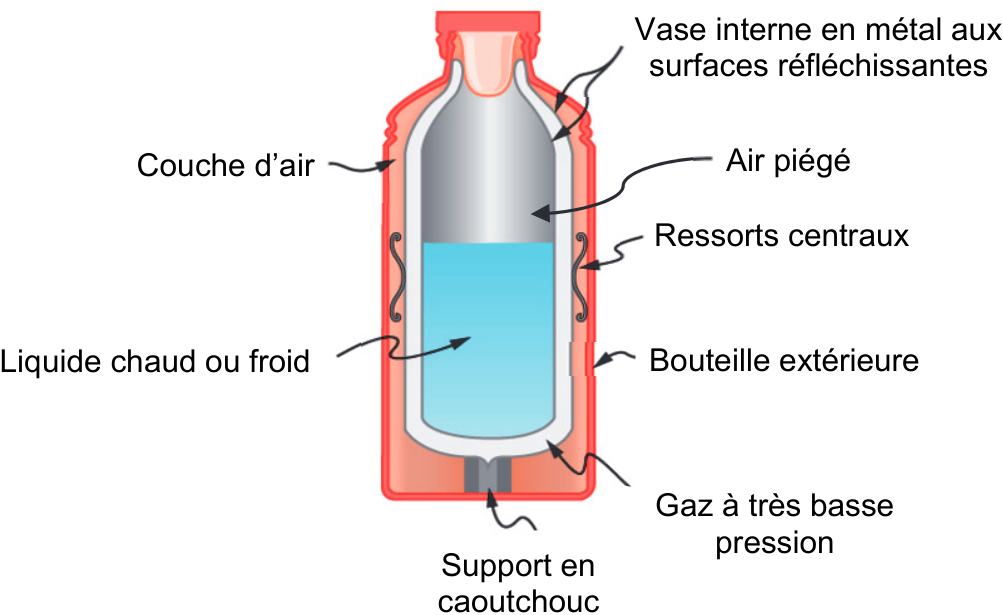 Vase interne en métal aux
surfaces réfléchissantes
Couche d’air
Air piégé
Ressorts centraux
Liquide chaud ou froid
Bouteille extérieure
Gaz à très basse
pression
Support en
caoutchouc